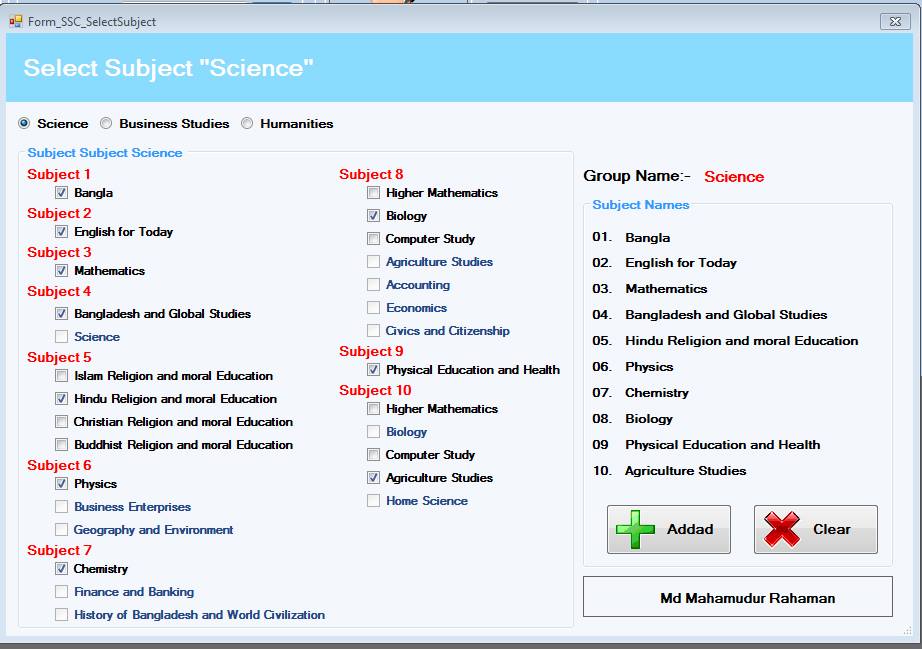 Form_SSC_SelectSubject
Select Subject "Science"
Science Business Studies Humanities
Subject Subject Science
Subject 1
Bangla
Subject 2
English for Today
Subject 3
Mathematics
Subject 4
Bangladesh and Global Studies
Science
Subject 5
Islam Religion and moral Education
Hindu Religion and moral Education
Christian Religion and moral Education
Buddhist Religion and moral Education
Subject 6
Physics
Business Enterprises
Geography and Environment
Subject 7
Chemistry
Finance and Banking
History of Bangladesh and World Civilization
Subject 8
Higher Mathematics
Biology
Computer Study
Agriculture Studies
Accounting
Economics
Civics and Citizenship
Subject 9
Physical Education and Health
Subject 10
Higher Mathematics
Biology
Computer Study
Agriculture Studies
Home Science
Group Name:- Science
Subject Names
01. Bangla
02. English for Today
03. Mathematics
04. Bangladesh and Global Studies
05. Hindu Religion and moral Education
06. Physics
07. Chemistry
08. Biology
09 Physical Education and Health
10. Agriculture Studies
Addad Clear
Md Mahamudur Rahaman